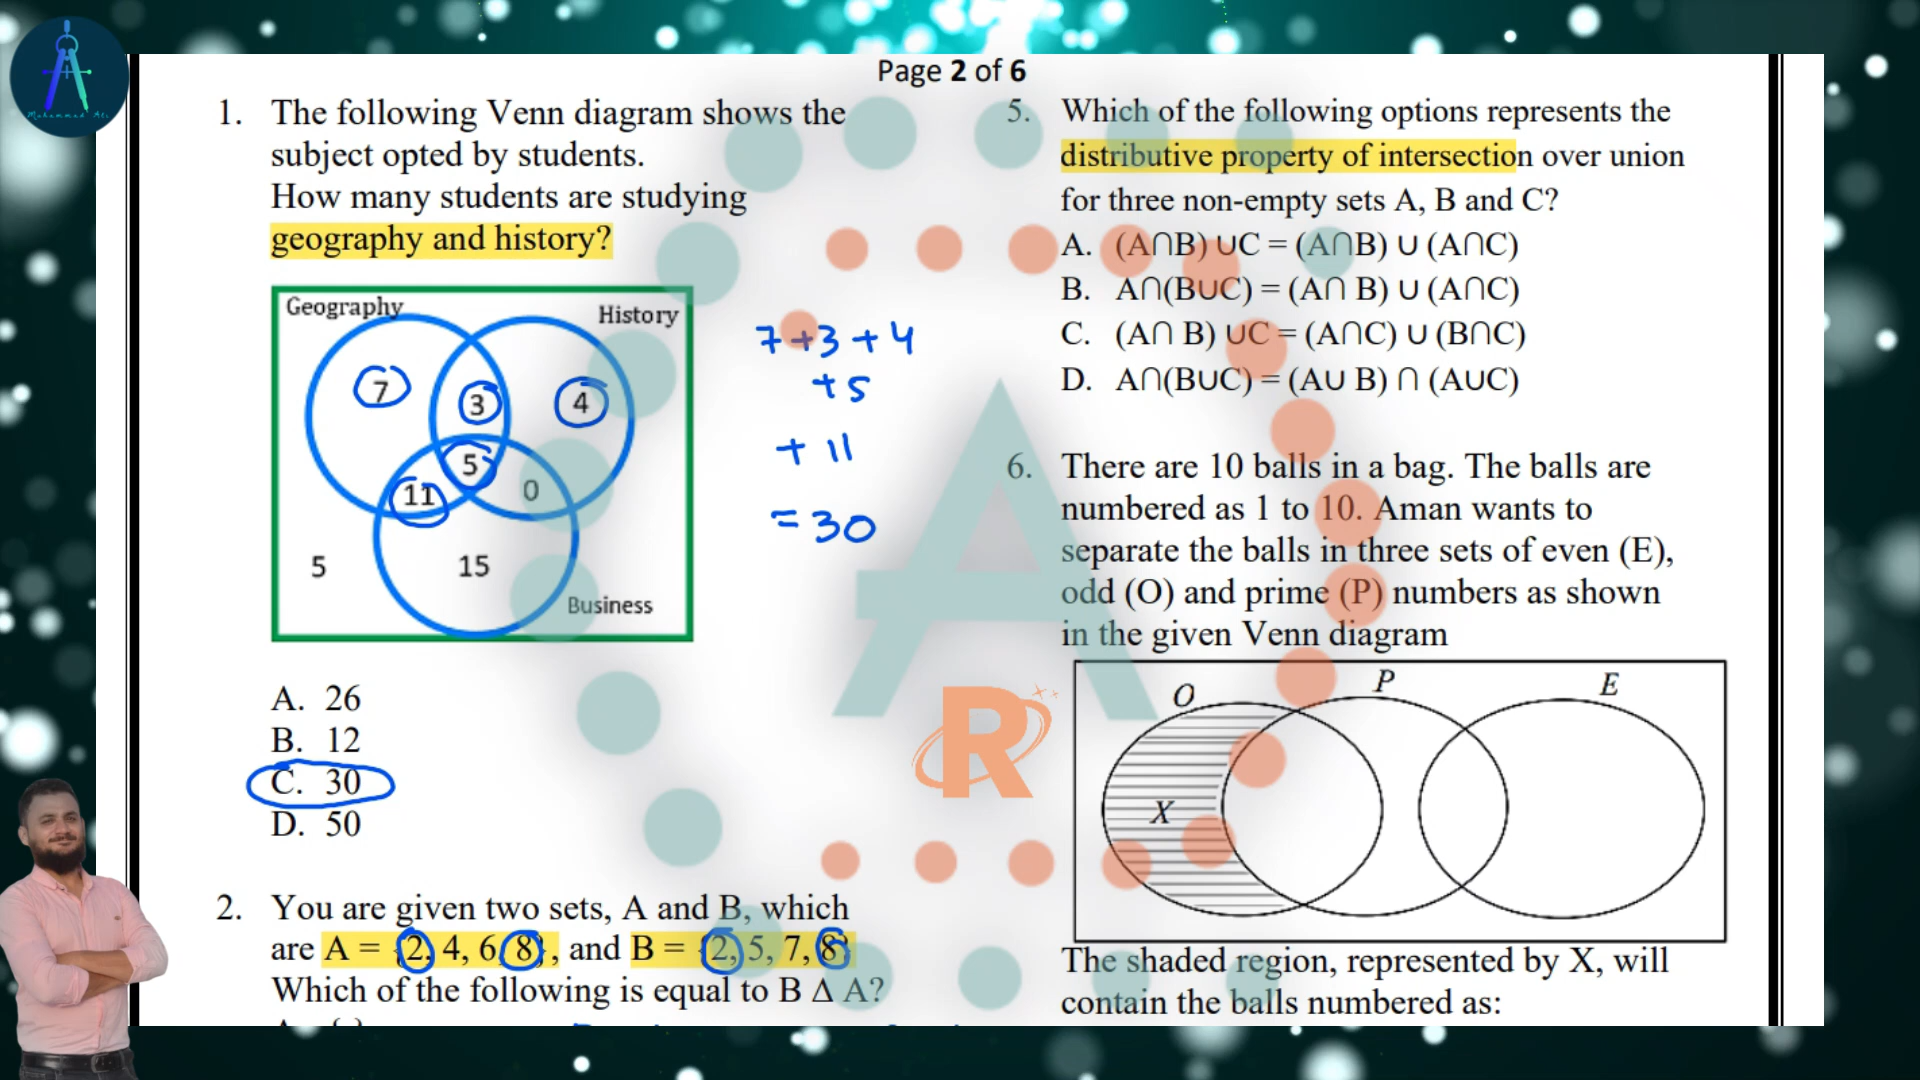 Page 2 of 6
1. The following Venn diagram shows the
subject opted by students.
How many students are studying
geography and history?
Geography
History
7
3
4
5
11
0
5
15
Business
7+3+4
+5
+11
=30
A. 26
B. 12
C. 30
D. 50
2. You are given two sets, A and B, which
are A = {2, 4, 6, 8}, and B = {2, 5, 7, 8}
Which of the following is equal to B Δ A?
5. Which of the following options represents the
distributive property of intersection over union
for three non-empty sets A, B and C?
A. (A∩B) ∪C = (A∩B) ∪ (A∩C)
B. A∩(B∪C) = (A∩ B) ∪ (A∩C)
C. (A∩ B) ∪C = (A∩C) ∪ (B∩C)
D. A∩(B∪C) = (A∪ B) ∩ (A∪C)
6. There are 10 balls in a bag. The balls are
numbered as 1 to 10. Aman wants to
separate the balls in three sets of even (E),
odd (O) and prime (P) numbers as shown
in the given Venn diagram
O
P
E
X
The shaded region, represented by X, will
contain the balls numbered as:
Muhammad Ali
A
R